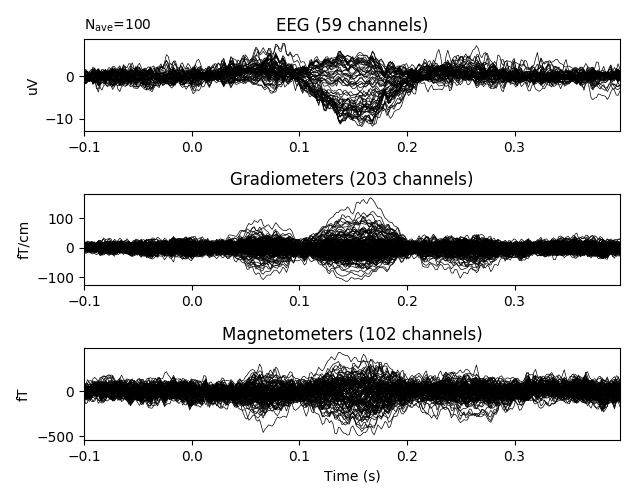 N_ave=100
EEG (59 channels)
uV
0
−10
−0.1 0.0 0.1 0.2 0.3
Gradiometers (203 channels)
fT/cm
100
0
−100
−0.1 0.0 0.1 0.2 0.3
Magnetometers (102 channels)
fT
0
−500
−0.1 0.0 0.1 0.2 0.3
Time (s)